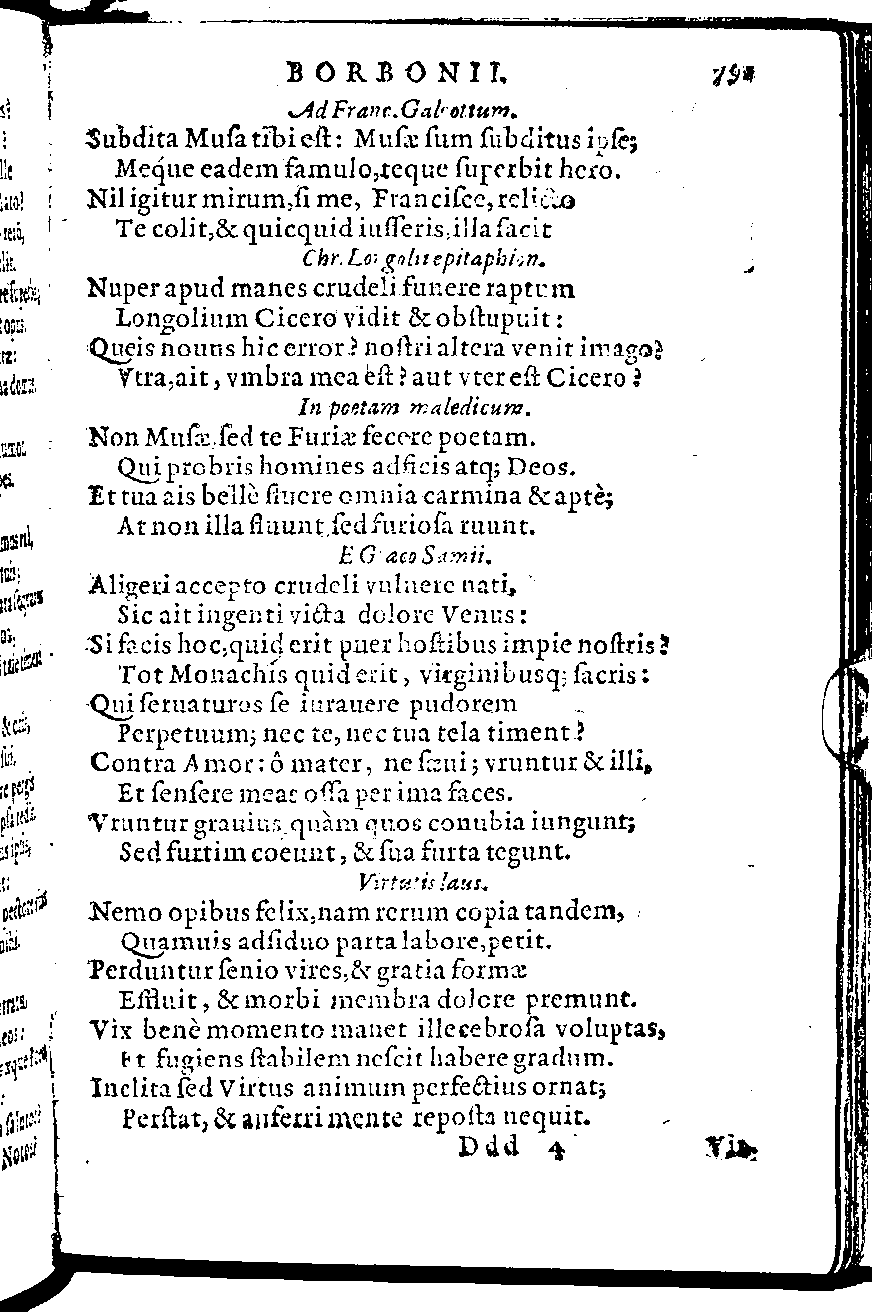 BORBONII.
Ad Franc. Galeottum.
Subdita Musa tibi est: Musæ sum subditus ipse;
Meque eadem famulo, teque superbit hero.
Nil igitur mirum, si me, Francisce, relicto
Te colit, & quicquid iusseris, illa facit
Chr. Longolii epitaphion.
Nuper apud manes crudeli funere raptum
Longolium Cicero vidit & obstupuit:
Queis nouus hic error? nostri altera venit imago?
Vtra, ait, vmbra mea est? aut vter est Cicero?
In poetam maledicum.
Non Musæ, sed te Furiæ fecere poetam.
Qui probris homines adficis atq; Deos.
Et tua ais bellè fluere omnia carmina & aptè;
At non illa fluunt, sed furiosa ruunt.
E Græco Samii.
Aligeri accepto crudeli vulnere nati,
Sic ait ingenti victa dolore Venus:
Si facis hoc, quid erit puer hostibus impie nostris?
Tot Monachis quid erit, virginibusq; sacris:
Qui seruaturos se iurauere pudorem
Perpetuum; nec te, nec tua tela timent?
Contra Amor: ô mater, ne sæui; vruntur & illi,
Et sensere meas ossa per ima faces.
Vruntur grauius, quàm quos conubia iungunt;
Sed furtim coeunt, & sua furta tegunt.
Virtutis laus.
Nemo opibus felix, nam rerum copia tandem,
Quamuis adsiduo parta labore, perit.
Perduntur senio vires, & gratia formæ
Effluit, & morbi membra dolore premunt.
Vix benè momento manet illecebrosa voluptas,
Et fugiens stabilem nescit habere gradum.
Inclita sed Virtus animum perfectius ornat;
Perstat, & auferri mente reposta nequit.
Ddd 4